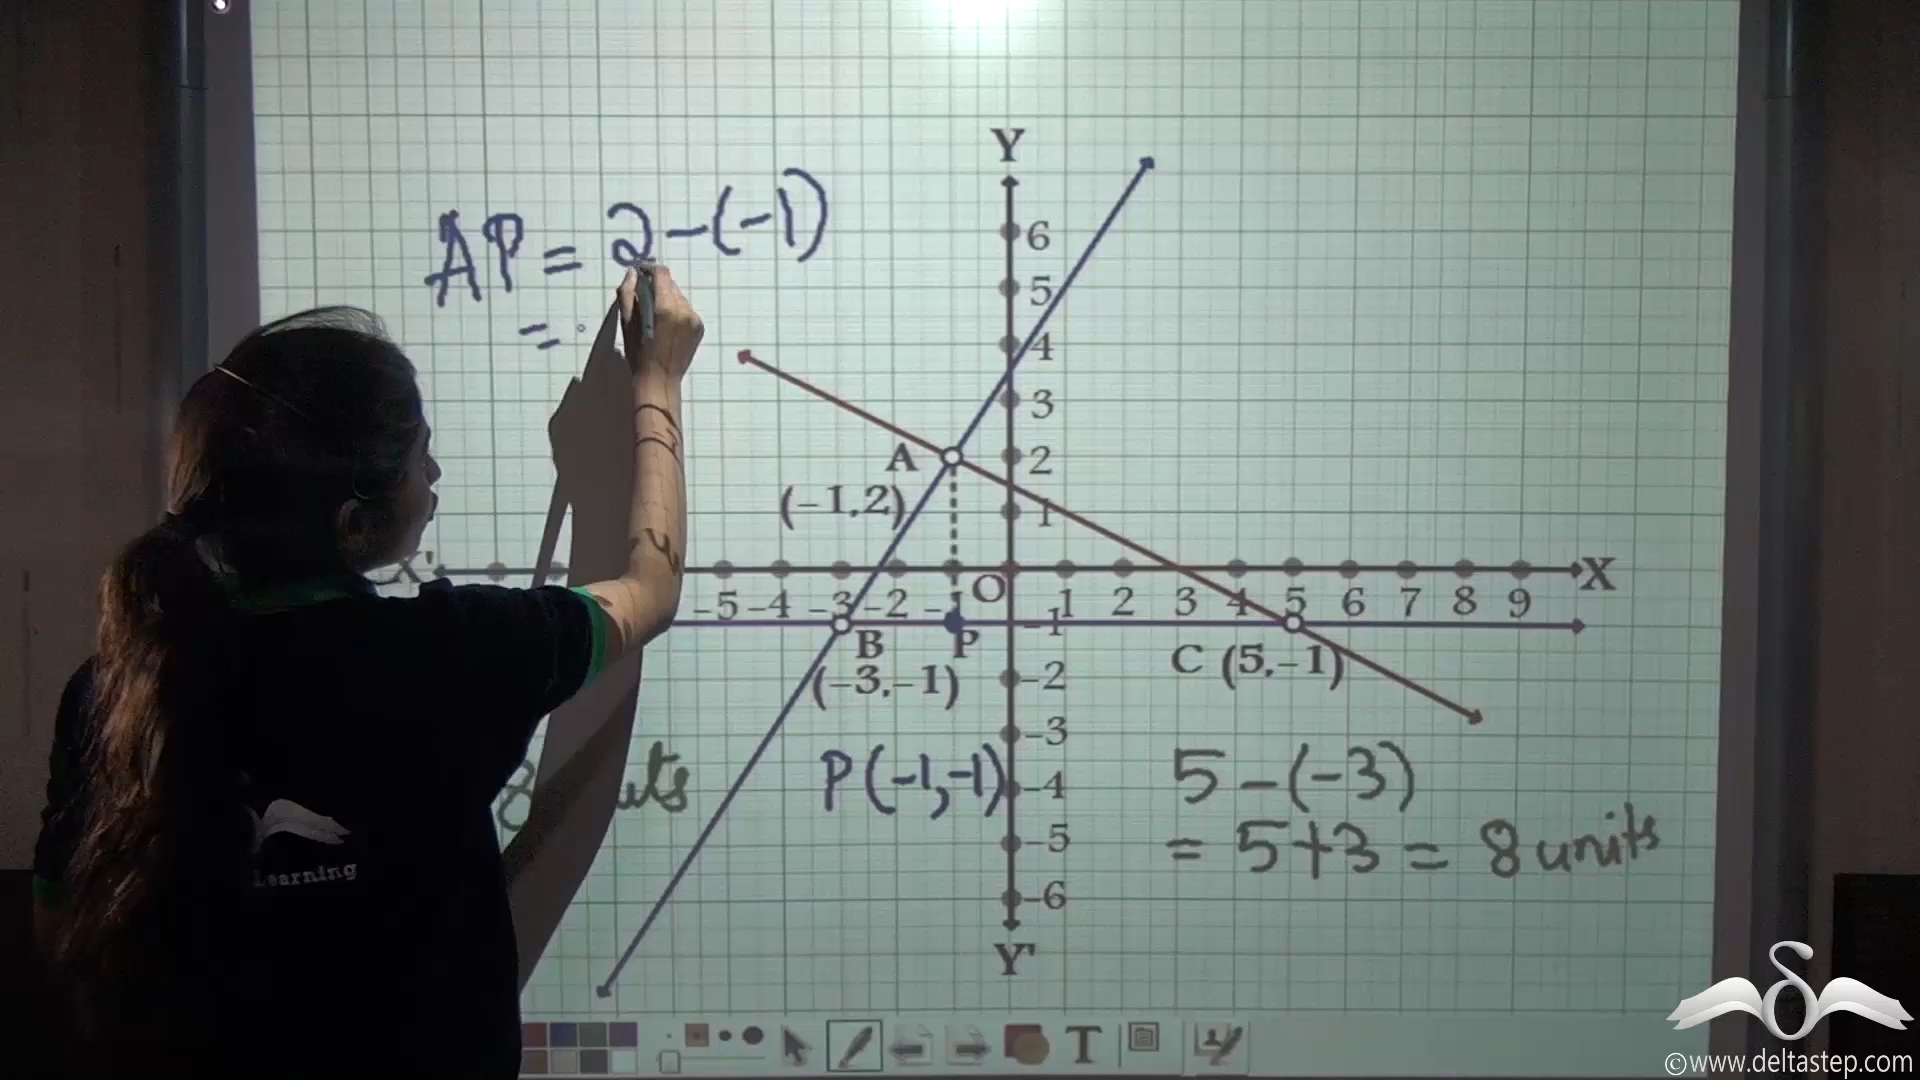 Y
AP = 2 - (-1)
=
6
5
4
3
A
2
(-1,2)
1
X'
O
X
-5 -4 -3 -2 -1 1 2 3 4 5 6 7 8 9
-1
B
P
(-3,-1)
C (5,-1)
-2
-3
8 units
P(-1,-1)
-4
5 - (-3)
-5
= 5+3 = 8 units
-6
Y'
Learning
T
©www.deltastep.com